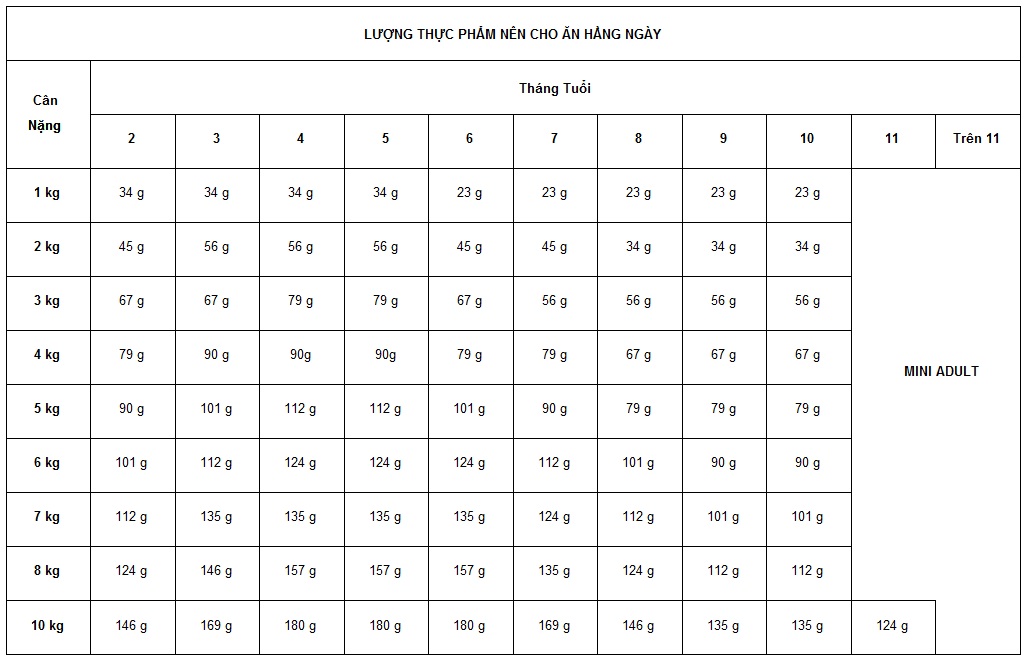 LƯỢNG THỰC PHẨM NÊN CHO ĂN HẰNG NGÀY
Cân Nặng Tháng Tuổi
2 3 4 5 6 7 8 9 10 11 Trên 11
1 kg 34 g 34 g 34 g 34 g 23 g 23 g 23 g 23 g 23 g
2 kg 45 g 56 g 56 g 56 g 45 g 45 g 34 g 34 g 34 g
3 kg 67 g 67 g 79 g 79 g 67 g 56 g 56 g 56 g 56 g
4 kg 79 g 90 g 90g 90g 79 g 79 g 67 g 67 g 67 g
MINI ADULT
5 kg 90 g 101 g 112 g 112 g 101 g 90 g 79 g 79 g 79 g
6 kg 101 g 112 g 124 g 124 g 124 g 112 g 101 g 90 g 90 g
7 kg 112 g 135 g 135 g 135 g 135 g 124 g 112 g 101 g 101 g
8 kg 124 g 146 g 157 g 157 g 157 g 135 g 124 g 112 g 112 g
10 kg 146 g 169 g 180 g 180 g 180 g 169 g 146 g 135 g 135 g 124 g